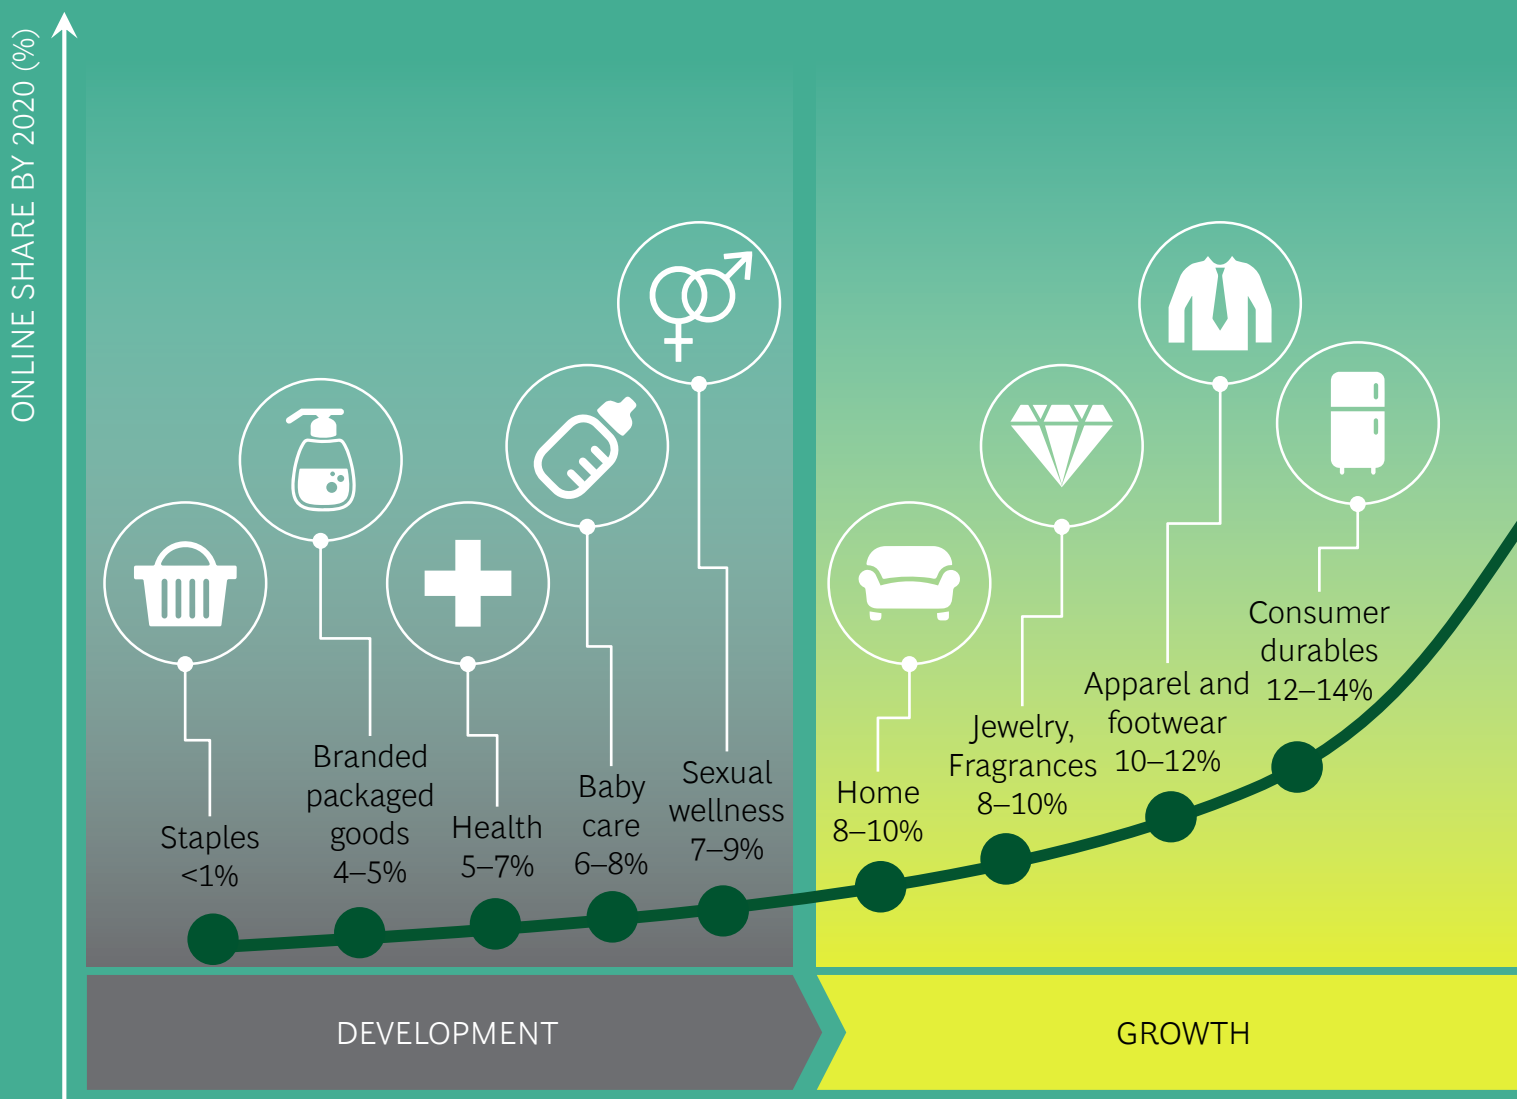 ONLINE SHARE BY 2020 (%)
Staples
<1%
Branded
packaged
goods
4–5%
Health
5–7%
Baby
care
6–8%
Sexual
wellness
7–9%
Home
8–10%
Jewelry,
Fragrances
8–10%
Apparel and
footwear
10–12%
Consumer
durables
12–14%
DEVELOPMENT
GROWTH